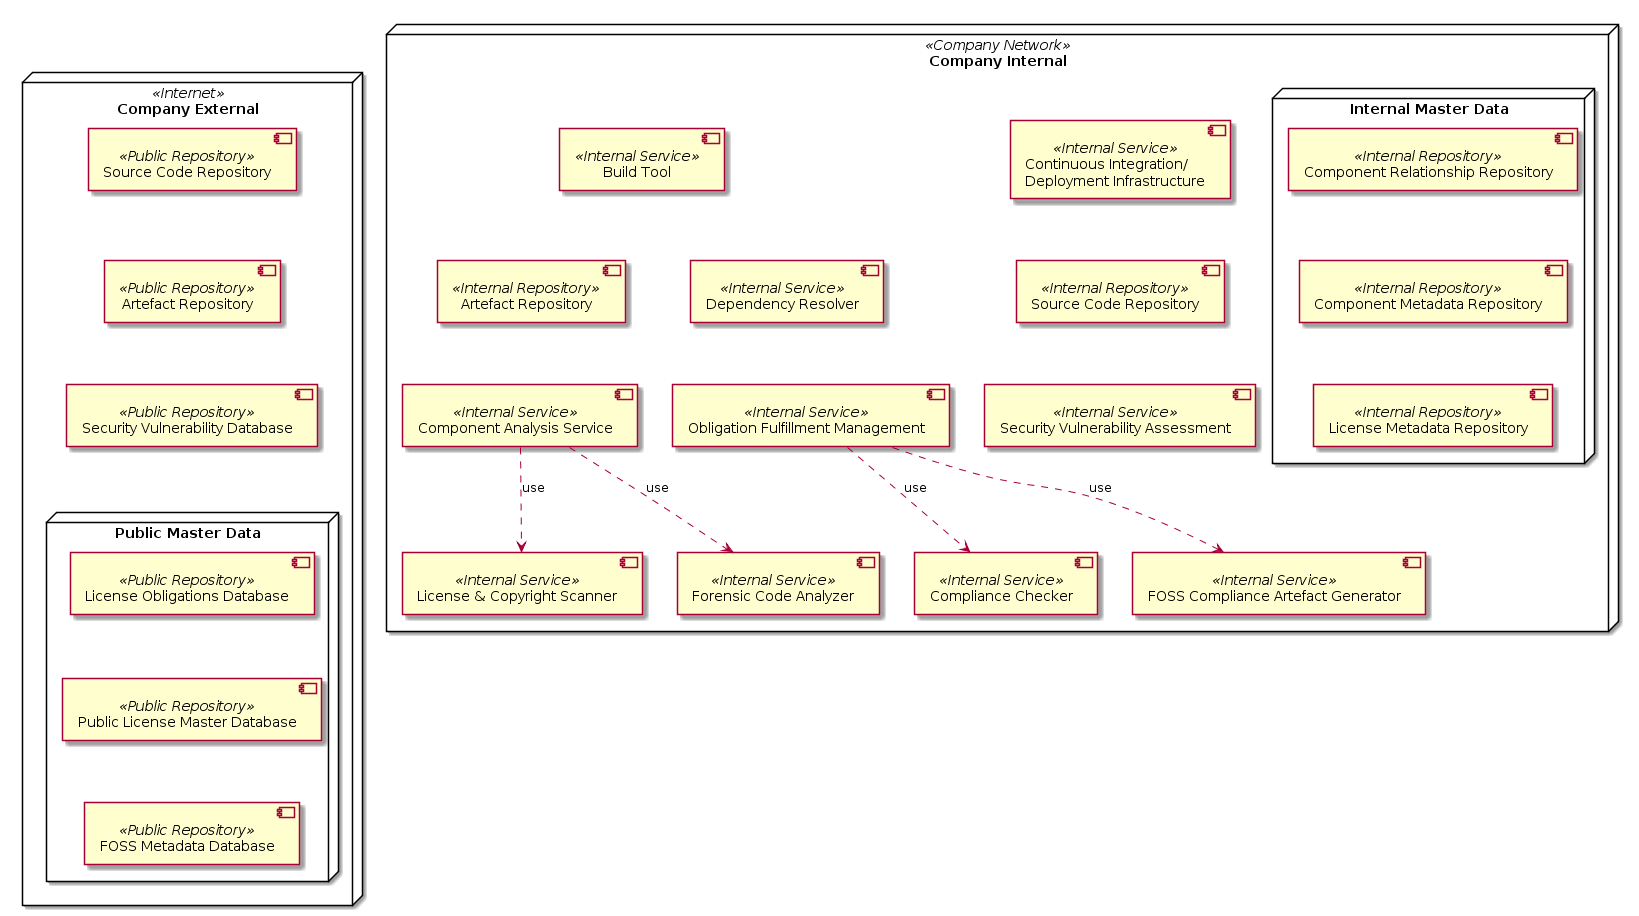 «Internet»
Company External
«Public Repository»
Source Code Repository
«Public Repository»
Artefact Repository
«Public Repository»
Security Vulnerability Database
Public Master Data
«Public Repository»
License Obligations Database
«Public Repository»
Public License Master Database
«Public Repository»
FOSS Metadata Database
«Company Network»
Company Internal
«Internal Service»
Build Tool
«Internal Service»
Continuous Integration/
Deployment Infrastructure
«Internal Repository»
Artefact Repository
«Internal Service»
Dependency Resolver
«Internal Repository»
Source Code Repository
«Internal Service»
Component Analysis Service
«Internal Service»
Obligation Fulfillment Management
«Internal Service»
Security Vulnerability Assessment
use
use
use
use
«Internal Service»
License & Copyright Scanner
«Internal Service»
Forensic Code Analyzer
«Internal Service»
Compliance Checker
«Internal Service»
FOSS Compliance Artefact Generator
Internal Master Data
«Internal Repository»
Component Relationship Repository
«Internal Repository»
Component Metadata Repository
«Internal Repository»
License Metadata Repository